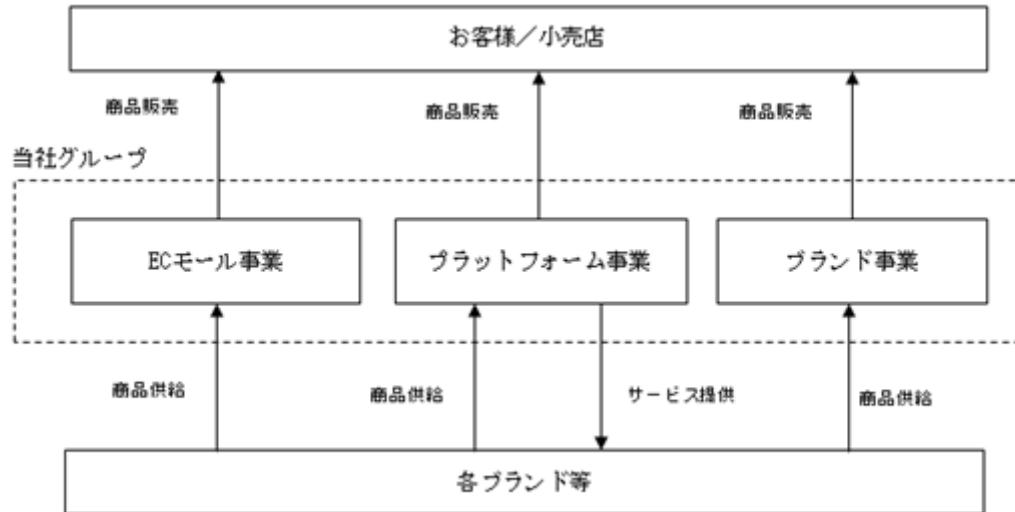 お客様／小売店
商品販売
商品販売
商品販売
当社グループ
ECモール事業
プラットフォーム事業
ブランド事業
商品供給
商品供給
サービス提供
商品供給
各ブランド等